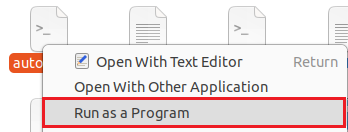 auto
Open With Text Editor Return
Open With Other Application
Run as a Program